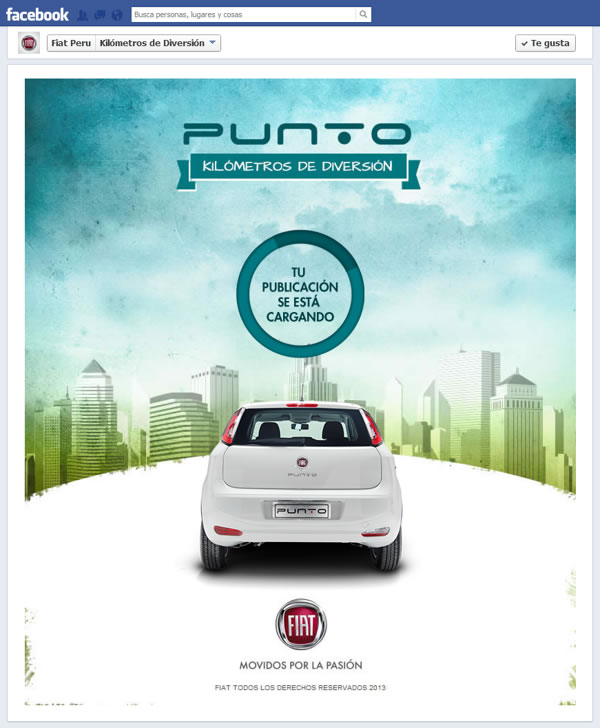 facebook
Busca personas, lugares y cosas
Fiat Peru Kilómetros de Diversión
✓ Te gusta
PUNTO
KILÓMETROS DE DIVERSIÓN
TU
PUBLICACIÓN
SE ESTÁ
CARGANDO
PUNTO
PUNTO
FIAT
MOVIDOS POR LA PASIÓN
FIAT TODOS LOS DERECHOS RESERVADOS 2013